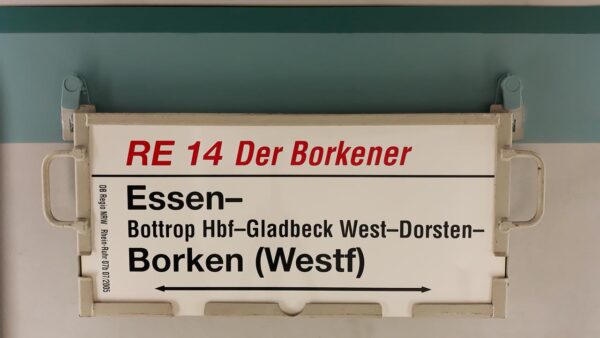 RE 14 Der Borkener
Essen–
Bottrop Hbf–Gladbeck West–Dorsten–
Borken (Westf)
DB Regio NRW Rhein-Ruhr 07h 07/2005